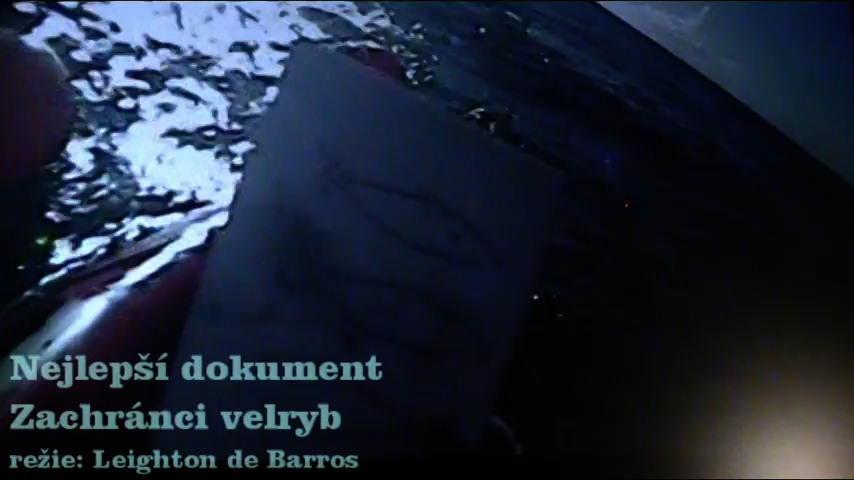 Nejlepší dokument
Zachránci velryb
režie: Leighton de Barros